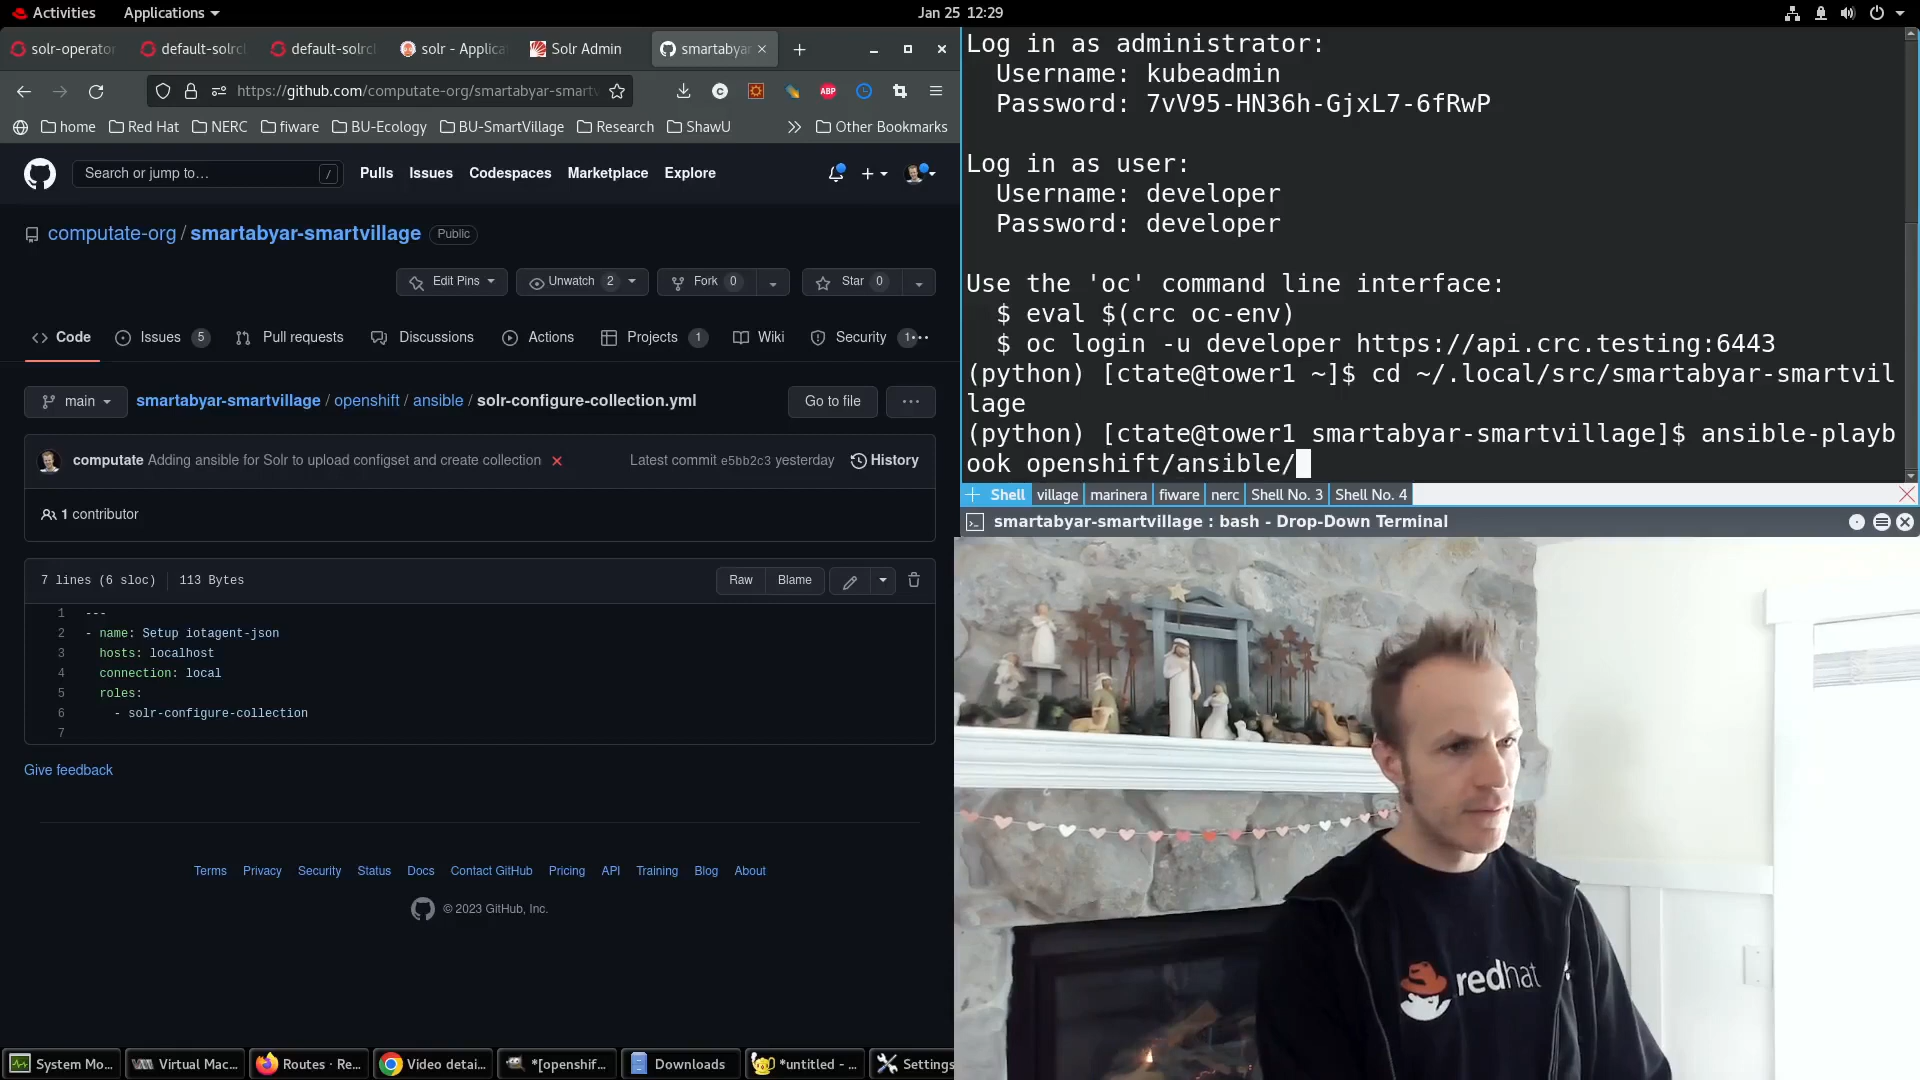 Activities
Applications
Jan 25 12:29
solr-operator
default-solrcl
default-solrcl
solr - Applica
Solr Admin
smartabyar
https://github.com/computate-org/smartabyar-smartv
home
Red Hat
NERC
fiware
BU-Ecology
BU-SmartVillage
Research
ShawU
Other Bookmarks
Search or jump to…
/
Pulls
Issues
Codespaces
Marketplace
Explore
computate-org / smartabyar-smartvillage
Public
Edit Pins
Unwatch 2
Fork 0
Star 0
Code
Issues 5
Pull requests
Discussions
Actions
Projects 1
Wiki
Security 1
main
smartabyar-smartvillage / openshift / ansible / solr-configure-collection.yml
Go to file
computate Adding ansible for Solr to upload configset and create collection
Latest commit e5bb2c3 yesterday
History
1 contributor
7 lines (6 sloc) 113 Bytes
Raw
Blame
1 ---
2 - name: Setup iotagent-json
3 hosts: localhost
4 connection: local
5 roles:
6 - solr-configure-collection
7
Give feedback
Terms
Privacy
Security
Status
Docs
Contact GitHub
Pricing
API
Training
Blog
About
© 2023 GitHub, Inc.
Log in as administrator:
Username: kubeadmin
Password: 7vV95-HN36h-GjxL7-6fRwP
Log in as user:
Username: developer
Password: developer
Use the 'oc' command line interface:
$ eval $(crc oc-env)
$ oc login -u developer https://api.crc.testing:6443
(python) [ctate@tower1 ~]$ cd ~/.local/src/smartabyar-smartvil
lage
(python) [ctate@tower1 smartabyar-smartvillage]$ ansible-playb
ook openshift/ansible/
Shell
village
marinera
fiware
nerc
Shell No. 3
Shell No. 4
smartabyar-smartvillage : bash - Drop-Down Terminal
redhat
System Mo...
Virtual Mac...
Routes · Re...
Video detai...
*[openshif...
Downloads
*untitled - ...
Settings